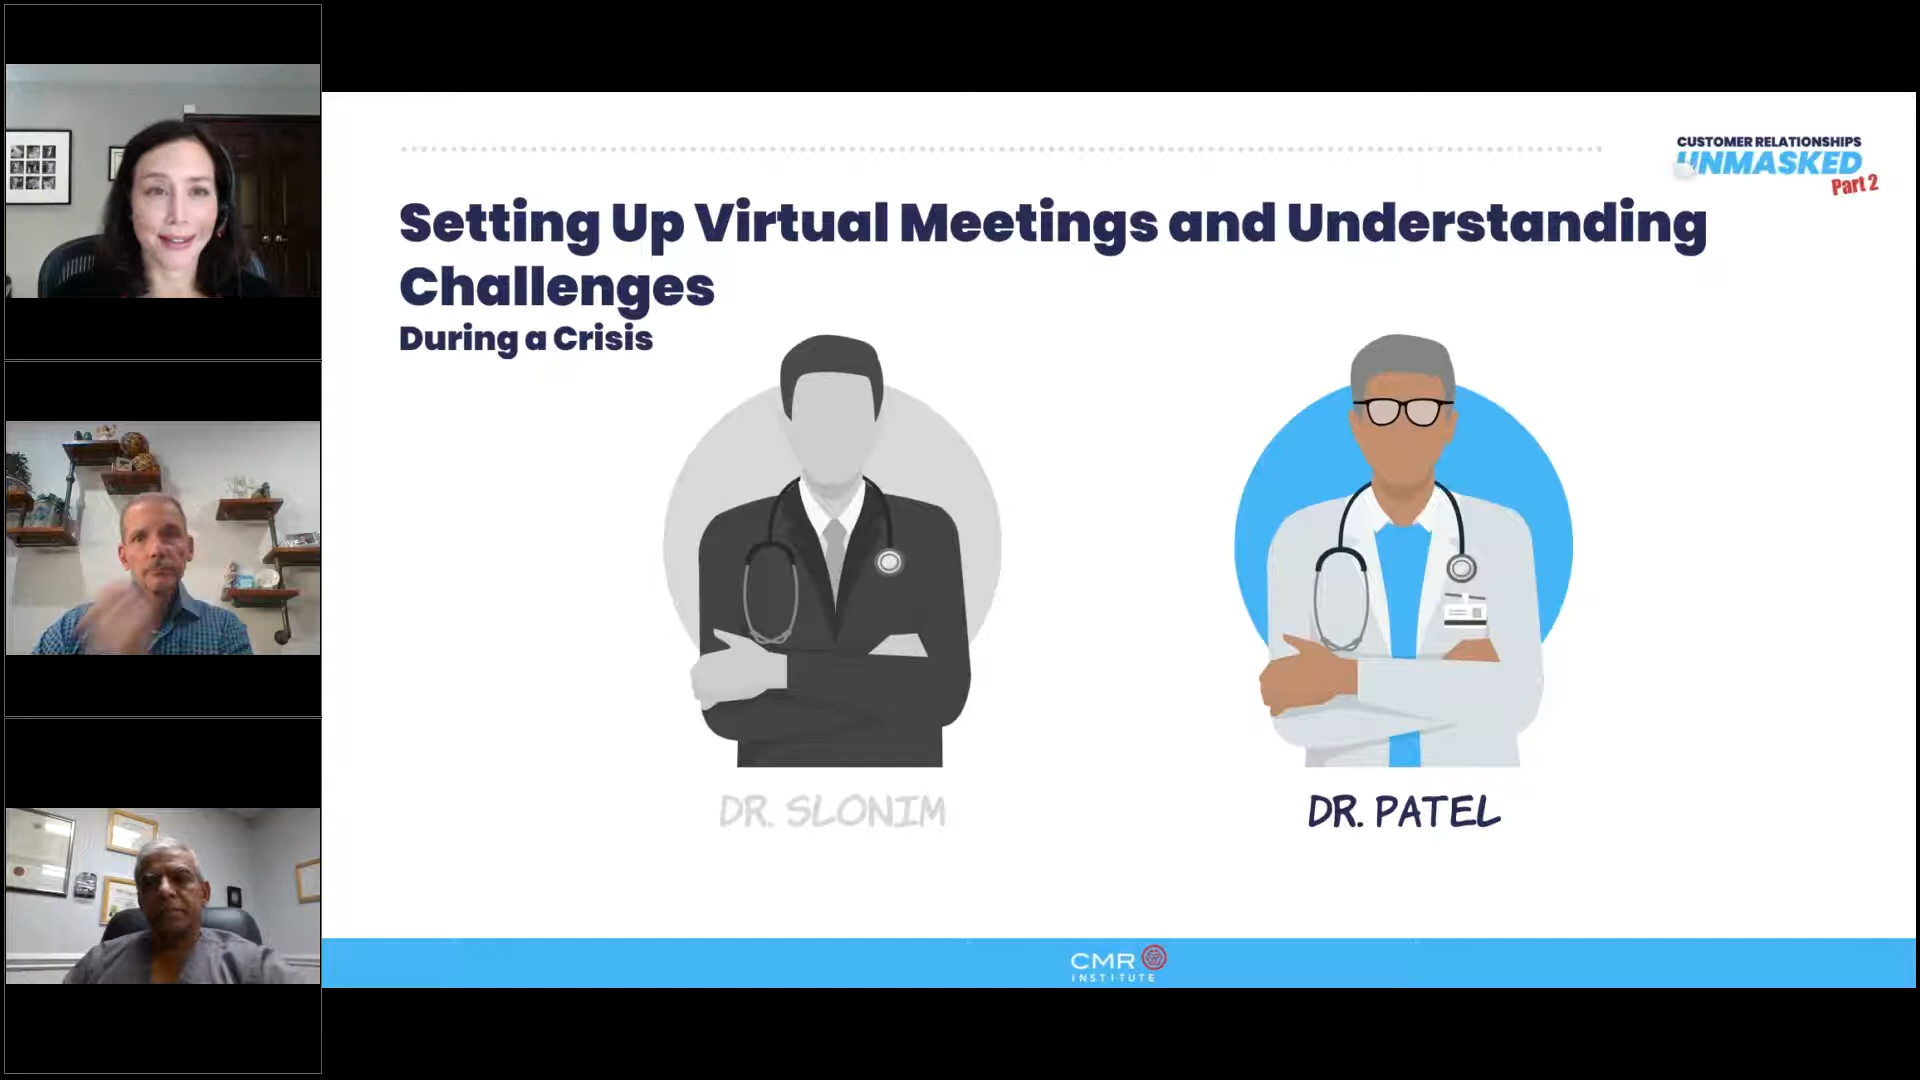 CUSTOMER RELATIONSHIPS
UNMASKED
Part 2
Setting Up Virtual Meetings and Understanding
Challenges
During a Crisis
DR. SLONIM
DR. PATEL
CMR
INSTITUTE